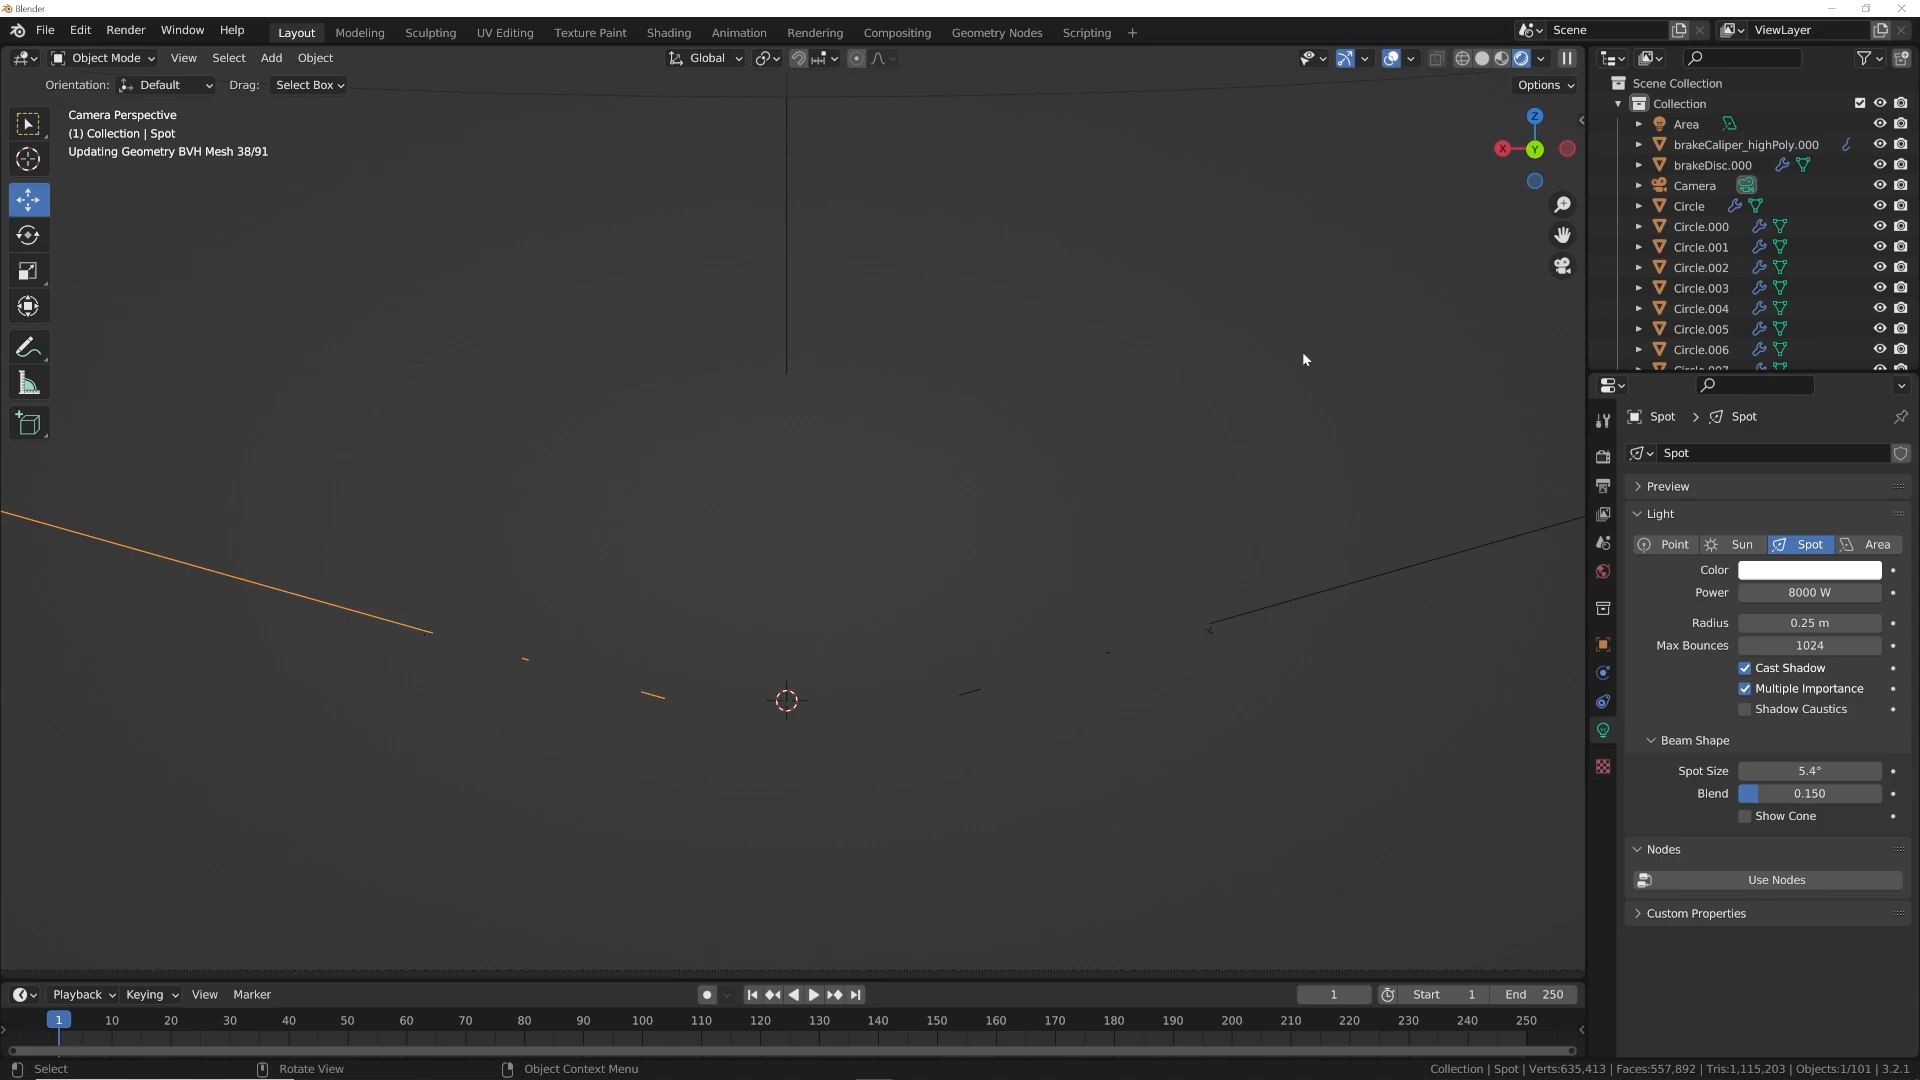 Blender
File Edit Render Window Help Layout Modeling Sculpting UV Editing Texture Paint Shading Animation Rendering Compositing Geometry Nodes Scripting + Scene ViewLayer
Object Mode View Select Add Object Global
Orientation: Default Drag: Select Box Options
Camera Perspective
(1) Collection | Spot
Updating Geometry BVH Mesh 38/91
Z
X Y
Scene Collection
Collection
Area
brakeCaliper_highPoly.000
brakeDisc.000
Camera
Circle
Circle.000
Circle.001
Circle.002
Circle.003
Circle.004
Circle.005
Circle.006
Circle.007
Spot > Spot
Spot
Preview
Light
Point Sun Spot Area
Color
Power 8000 W
Radius 0.25 m
Max Bounces 1024
Cast Shadow
Multiple Importance
Shadow Caustics
Beam Shape
Spot Size 5.4°
Blend 0.150
Show Cone
Nodes
Use Nodes
Custom Properties
Playback Keying View Marker 1 Start 1 End 250
1 10 20 30 40 50 60 70 80 90 100 110 120 130 140 150 160 170 180 190 200 210 220 230 240 250
Select Rotate View Object Context Menu Collection | Spot | Verts:635,413 | Faces:557,892 | Tris:1,115,203 | Objects:1/101 | 3.2.1